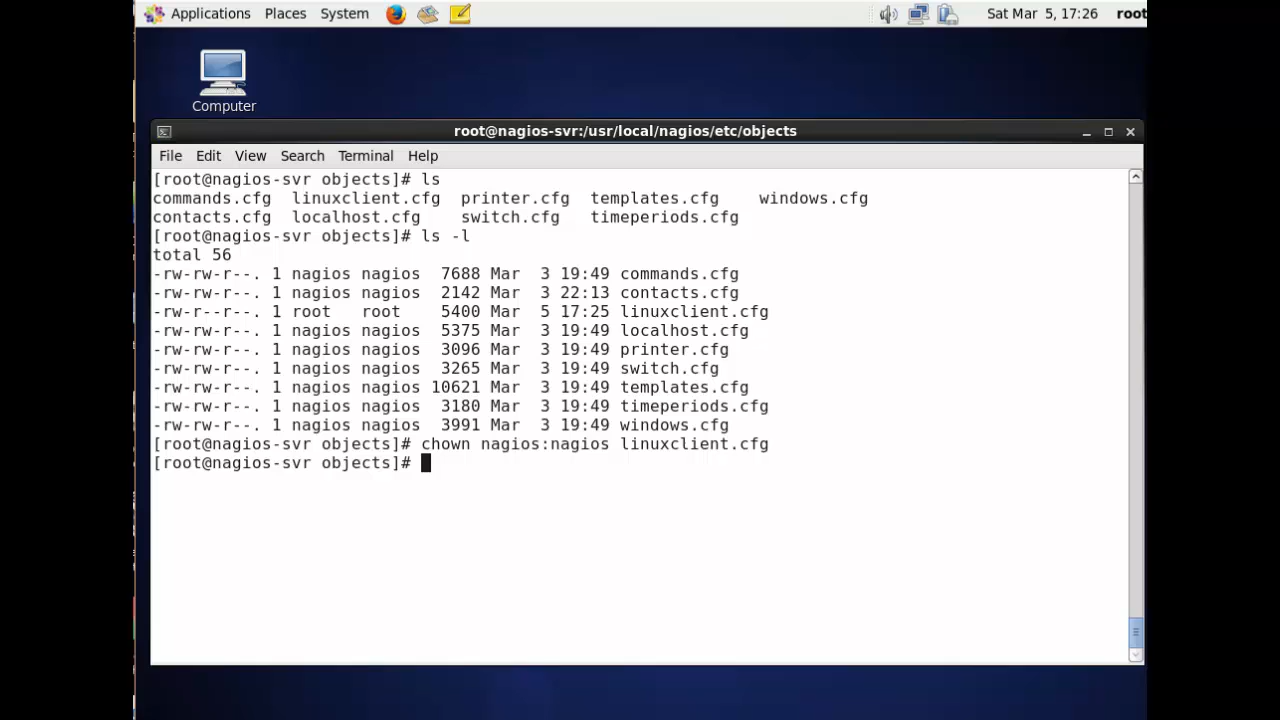 Applications Places System Sat Mar 5, 17:26 root
Computer
root@nagios-svr:/usr/local/nagios/etc/objects
File Edit View Search Terminal Help
[root@nagios-svr objects]# ls
commands.cfg  linuxclient.cfg  printer.cfg  templates.cfg    windows.cfg
contacts.cfg  localhost.cfg    switch.cfg   timeperiods.cfg
[root@nagios-svr objects]# ls -l
total 56
-rw-rw-r--. 1 nagios nagios  7688 Mar  3 19:49 commands.cfg
-rw-rw-r--. 1 nagios nagios  2142 Mar  3 22:13 contacts.cfg
-rw-r--r--. 1 root   root    5400 Mar  5 17:25 linuxclient.cfg
-rw-rw-r--. 1 nagios nagios  5375 Mar  3 19:49 localhost.cfg
-rw-rw-r--. 1 nagios nagios  3096 Mar  3 19:49 printer.cfg
-rw-rw-r--. 1 nagios nagios  3265 Mar  3 19:49 switch.cfg
-rw-rw-r--. 1 nagios nagios 10621 Mar  3 19:49 templates.cfg
-rw-rw-r--. 1 nagios nagios  3180 Mar  3 19:49 timeperiods.cfg
-rw-rw-r--. 1 nagios nagios  3991 Mar  3 19:49 windows.cfg
[root@nagios-svr objects]# chown nagios:nagios linuxclient.cfg
[root@nagios-svr objects]#